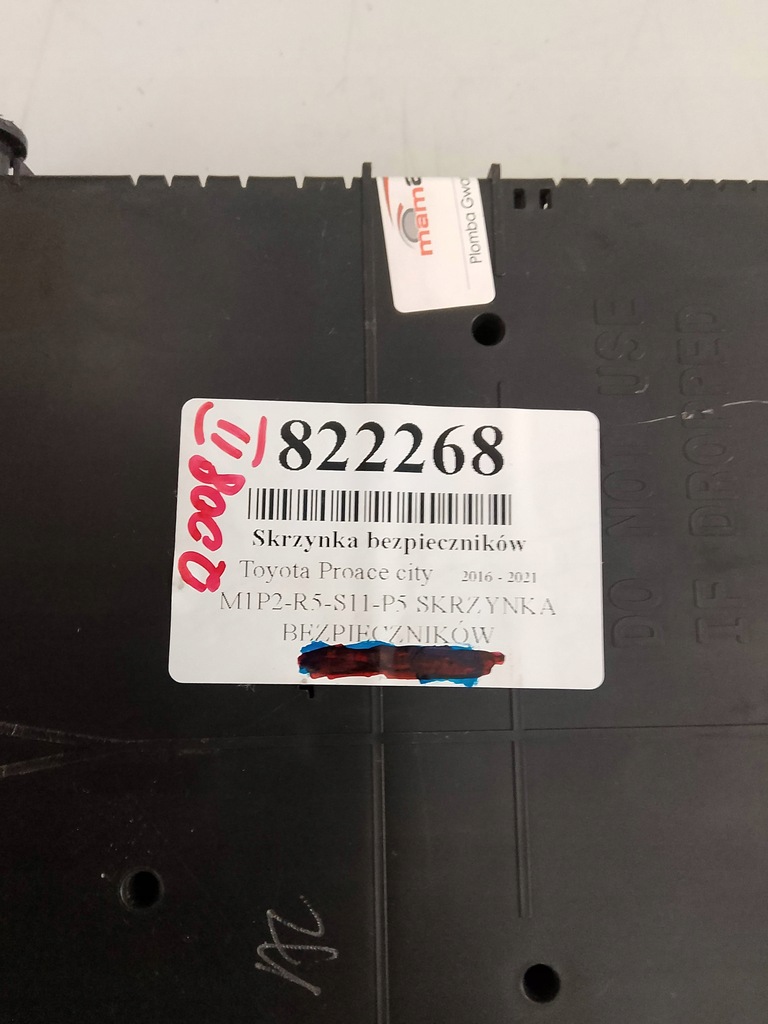 mama
Plomba Gwa
822268
Skrzynka bezpieczników
Toyota Proace city 2016 - 2021
M1P2-R5-S11-P5 SKRZYNKA
BEZPIECZNIKÓW
DO NOT USE
IF DROPPED